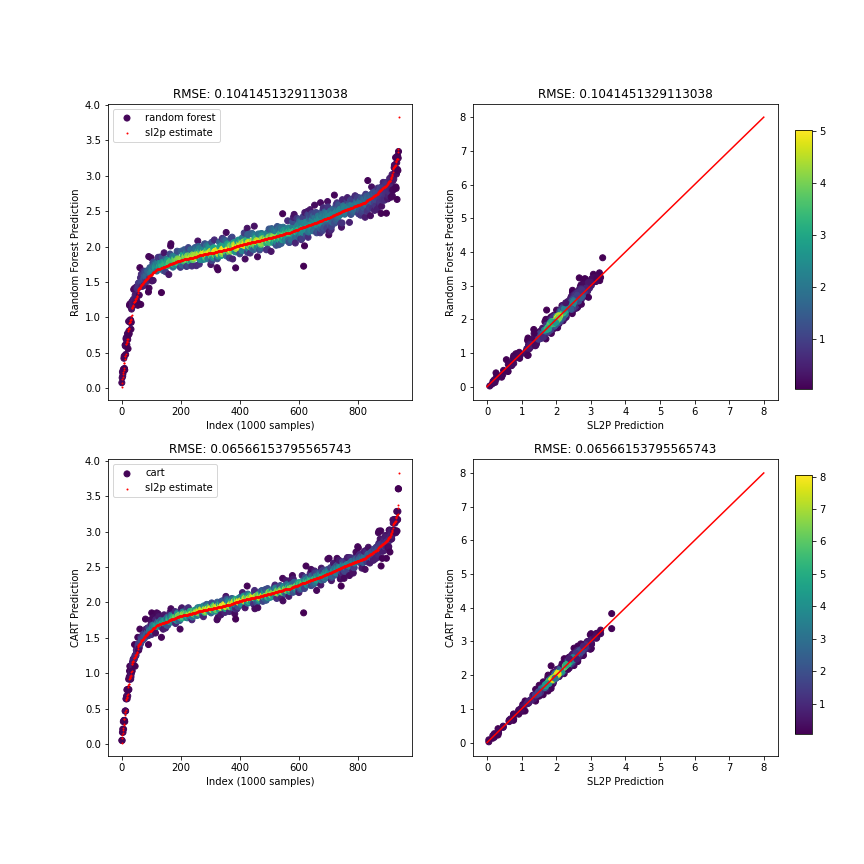 RMSE: 0.1041451329113038
random forest
sl2p estimate
Random Forest Prediction
4.0
3.5
3.0
2.5
2.0
1.5
1.0
0.5
0.0
0 200 400 600 800
Index (1000 samples)
RMSE: 0.1041451329113038
Random Forest Prediction
8
7
6
5
4
3
2
1
0
0 1 2 3 4 5 6 7 8
SL2P Prediction
5
4
3
2
1
RMSE: 0.06566153795565743
cart
sl2p estimate
CART Prediction
4.0
3.5
3.0
2.5
2.0
1.5
1.0
0.5
0.0
0 200 400 600 800
Index (1000 samples)
RMSE: 0.06566153795565743
CART Prediction
8
7
6
5
4
3
2
1
0
0 1 2 3 4 5 6 7 8
SL2P Prediction
8
7
6
5
4
3
2
1